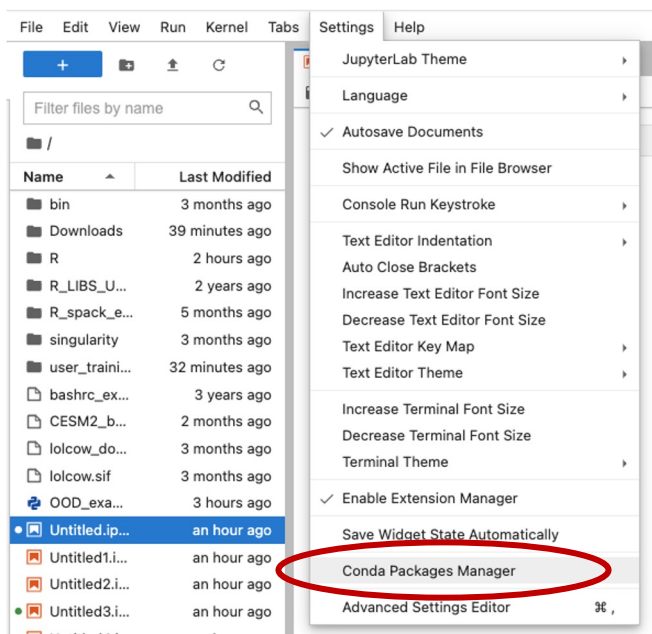 File Edit View Run Kernel Tabs Settings Help
Filter files by name
/
Name Last Modified
bin 3 months ago
Downloads 39 minutes ago
R 2 hours ago
R_LIBS_U... 2 years ago
R_spack_e... 5 months ago
singularity 3 months ago
user_traini... 32 minutes ago
bashrc_ex... 3 years ago
CESM2_b... 2 months ago
lolcow_do... 3 months ago
lolcow.sif 3 months ago
OOD_exa... 3 hours ago
Untitled.ip... an hour ago
Untitled1.i... an hour ago
Untitled2.i... an hour ago
Untitled3.i... an hour ago
JupyterLab Theme
Language
Autosave Documents
Show Active File in File Browser
Console Run Keystroke
Text Editor Indentation
Auto Close Brackets
Increase Text Editor Font Size
Decrease Text Editor Font Size
Text Editor Key Map
Text Editor Theme
Increase Terminal Font Size
Decrease Terminal Font Size
Terminal Theme
Enable Extension Manager
Save Widget State Automatically
Conda Packages Manager
Advanced Settings Editor ⌘ ,